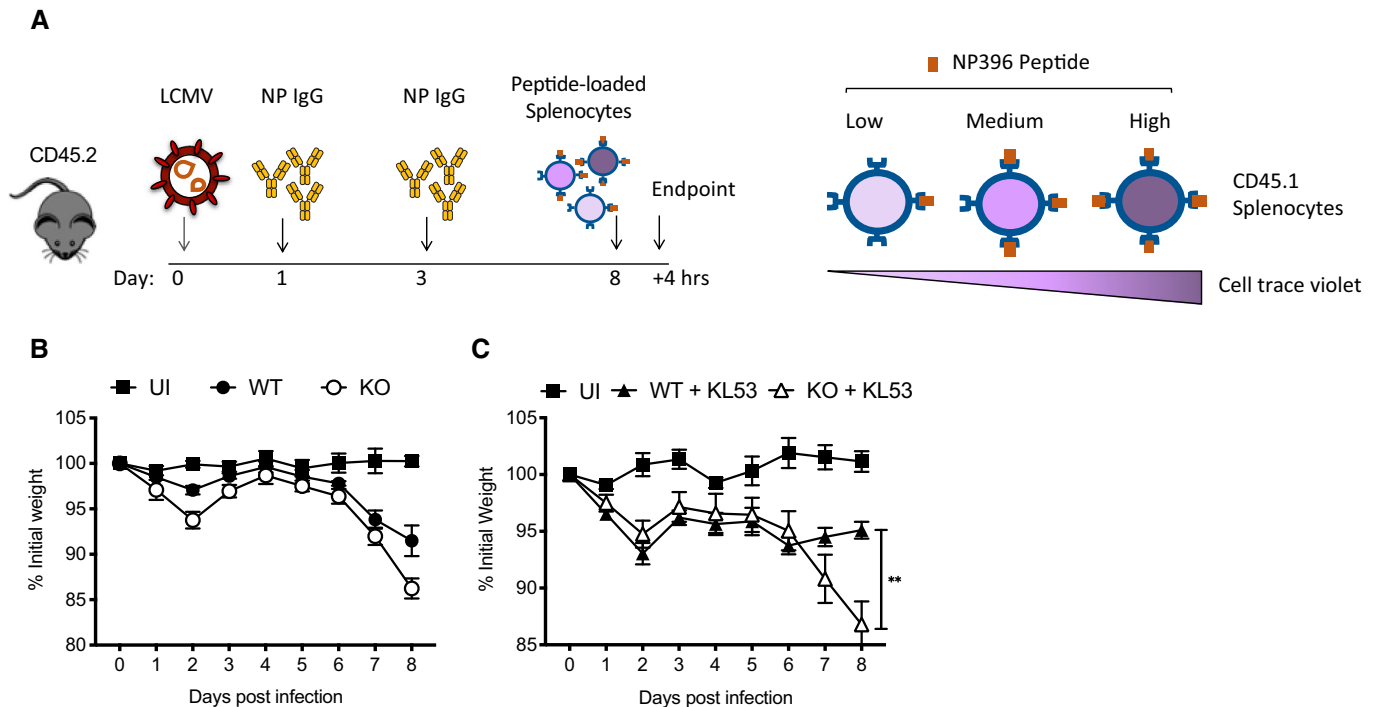 A
NP396 Peptide
LCMV NP IgG NP IgG Peptide-loaded Splenocytes
Low Medium High
CD45.2
Endpoint
CD45.1 Splenocytes
Day: 0 1 3 8 +4 hrs
Cell trace violet
B
UI WT KO
105
100
95
90
85
80
% Initial weight
0 1 2 3 4 5 6 7 8
Days post infection
C
UI WT + KL53 KO + KL53
105
100
95
90
85
% Initial Weight
**
0 1 2 3 4 5 6 7 8
Days post infection